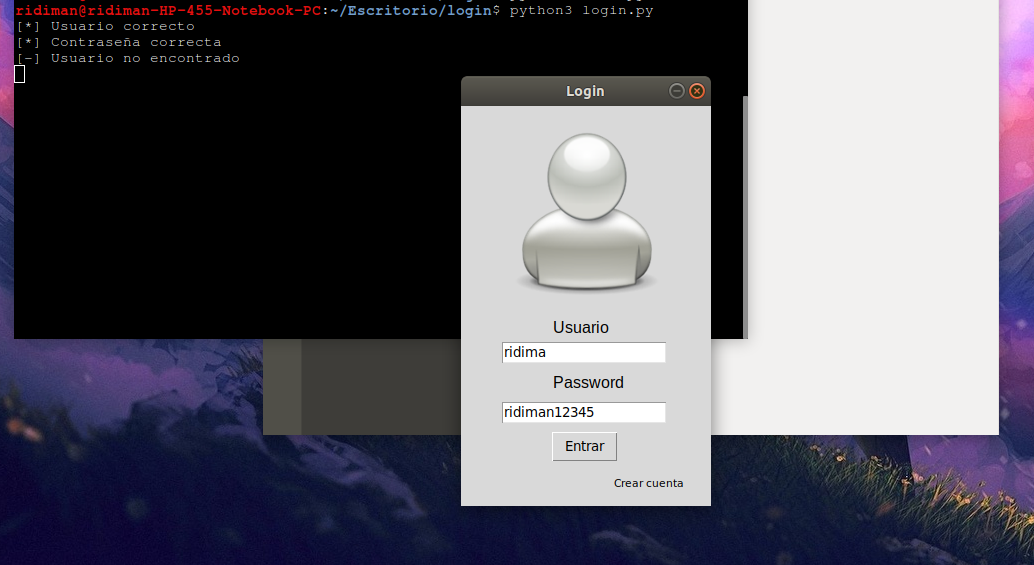 ridiman@ridiman-HP-455-Notebook-PC:~/Escritorio/login$ python3 login.py
[*] Usuario correcto
[*] Contraseña correcta
[-] Usuario no encontrado
Login
Usuario
ridima
Password
ridiman12345
Entrar
Crear cuenta